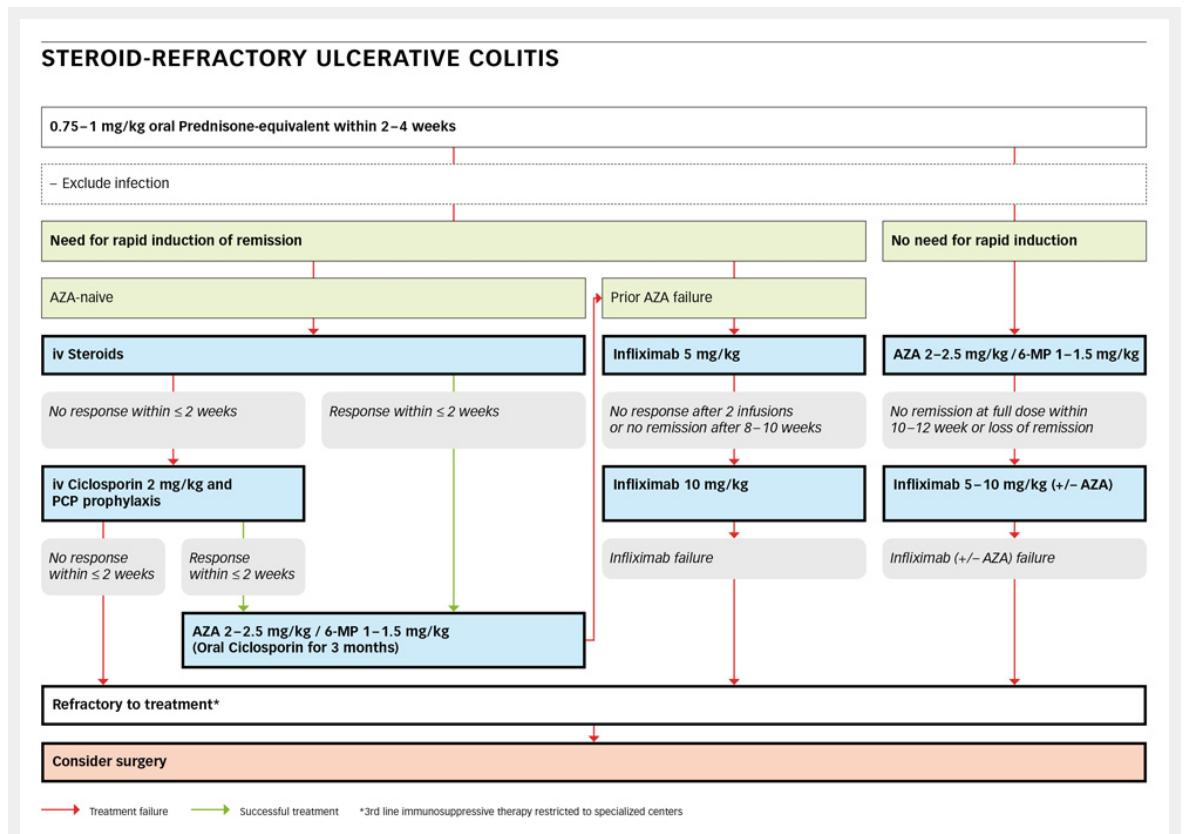 STEROID-REFRACTORY ULCERATIVE COLITIS
0.75–1 mg/kg oral Prednisone-equivalent within 2–4 weeks
– Exclude infection
Need for rapid induction of remission
No need for rapid induction
AZA-naive
Prior AZA failure
iv Steroids
Infliximab 5 mg/kg
AZA 2–2.5 mg/kg / 6-MP 1–1.5 mg/kg
No response within ≤ 2 weeks
Response within ≤ 2 weeks
No response after 2 infusions
or no remission after 8–10 weeks
No remission at full dose within
10–12 week or loss of remission
iv Ciclosporin 2 mg/kg and
PCP prophylaxis
Infliximab 10 mg/kg
Infliximab 5–10 mg/kg (+/– AZA)
No response
within ≤ 2 weeks
Response
within ≤ 2 weeks
Infliximab failure
Infliximab (+/– AZA) failure
AZA 2–2.5 mg/kg / 6-MP 1–1.5 mg/kg
(Oral Ciclosporin for 3 months)
Refractory to treatment*
Consider surgery
Treatment failure
Successful treatment
*3rd line immunosuppressive therapy restricted to specialized centers